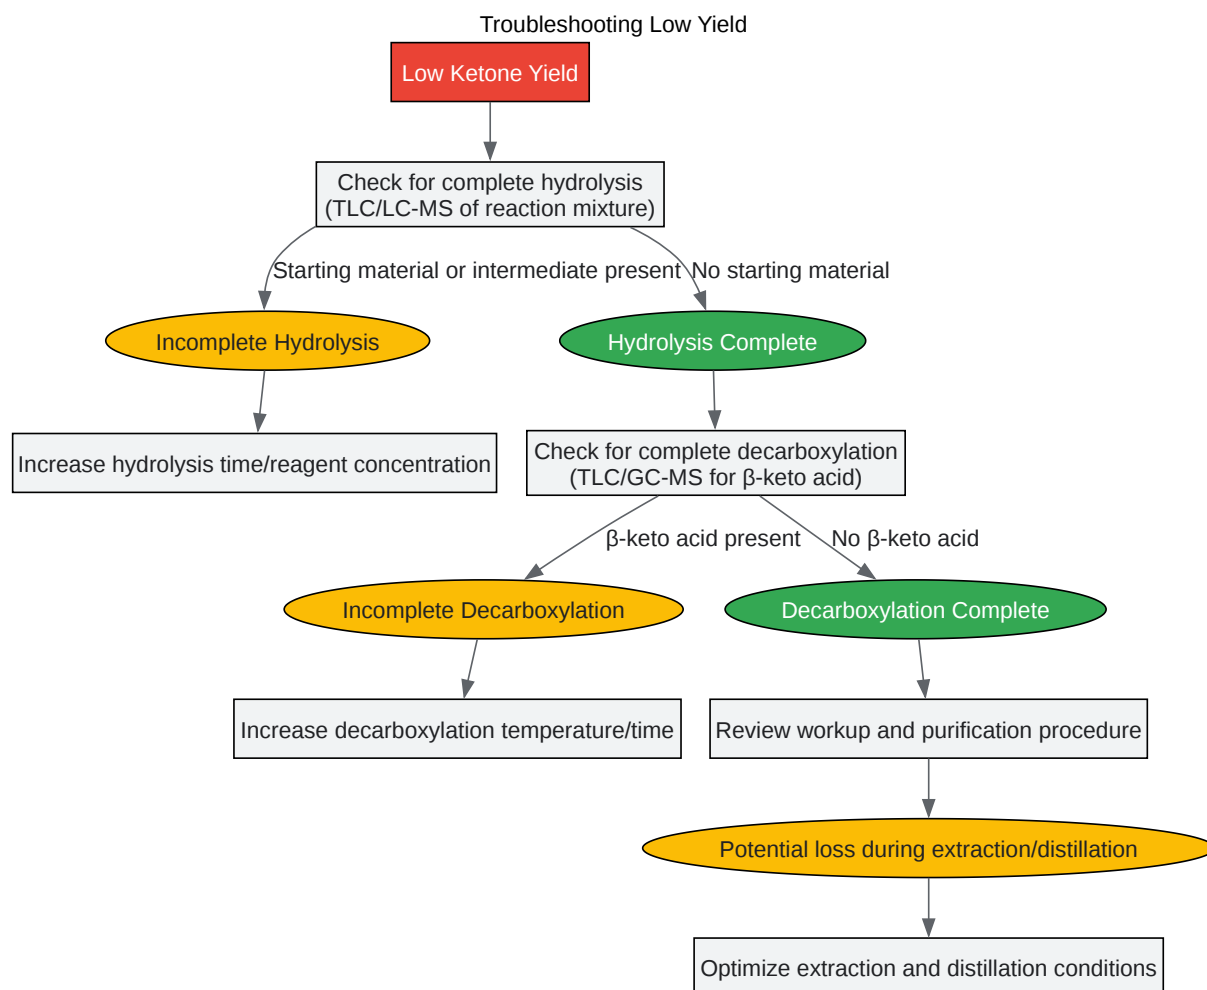 Troubleshooting Low Yield
Low Ketone Yield
Check for complete hydrolysis
(TLC/LC-MS of reaction mixture)
Starting material or intermediate present
No starting material
Incomplete Hydrolysis
Hydrolysis Complete
Increase hydrolysis time/reagent concentration
Check for complete decarboxylation
(TLC/GC-MS for β-keto acid)
β-keto acid present
No β-keto acid
Incomplete Decarboxylation
Decarboxylation Complete
Increase decarboxylation temperature/time
Review workup and purification procedure
Potential loss during extraction/distillation
Optimize extraction and distillation conditions